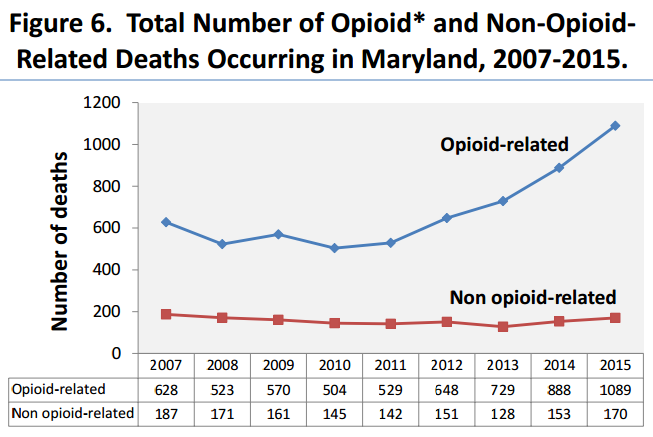 Figure 6.  Total Number of Opioid* and Non-Opioid-
Related Deaths Occurring in Maryland, 2007-2015.
1200
1000
800
600
400
200
0
Number of deaths
Opioid-related
Non opioid-related
2007 2008 2009 2010 2011 2012 2013 2014 2015
Opioid-related 628 523 570 504 529 648 729 888 1089
Non opioid-related 187 171 161 145 142 151 128 153 170